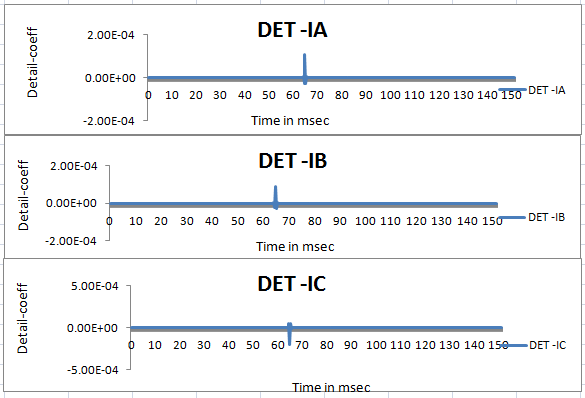 DET -IA
Detail-coeff
2.00E-04
0.00E+00
-2.00E-04
0 10 20 30 40 50 60 70 80 90 100 110 120 130 140 150
DET -IA
Time in msec
DET -IB
Detail-coeff
2.00E-04
0.00E+00
-2.00E-04
0 10 20 30 40 50 60 70 80 90 100 110 120 130 140 150
DET -IB
Time in msec
DET -IC
Detail-coeff
5.00E-04
0.00E+00
-5.00E-04
0 10 20 30 40 50 60 70 80 90 100 110 120 130 140 150
DET -IC
Time in msec